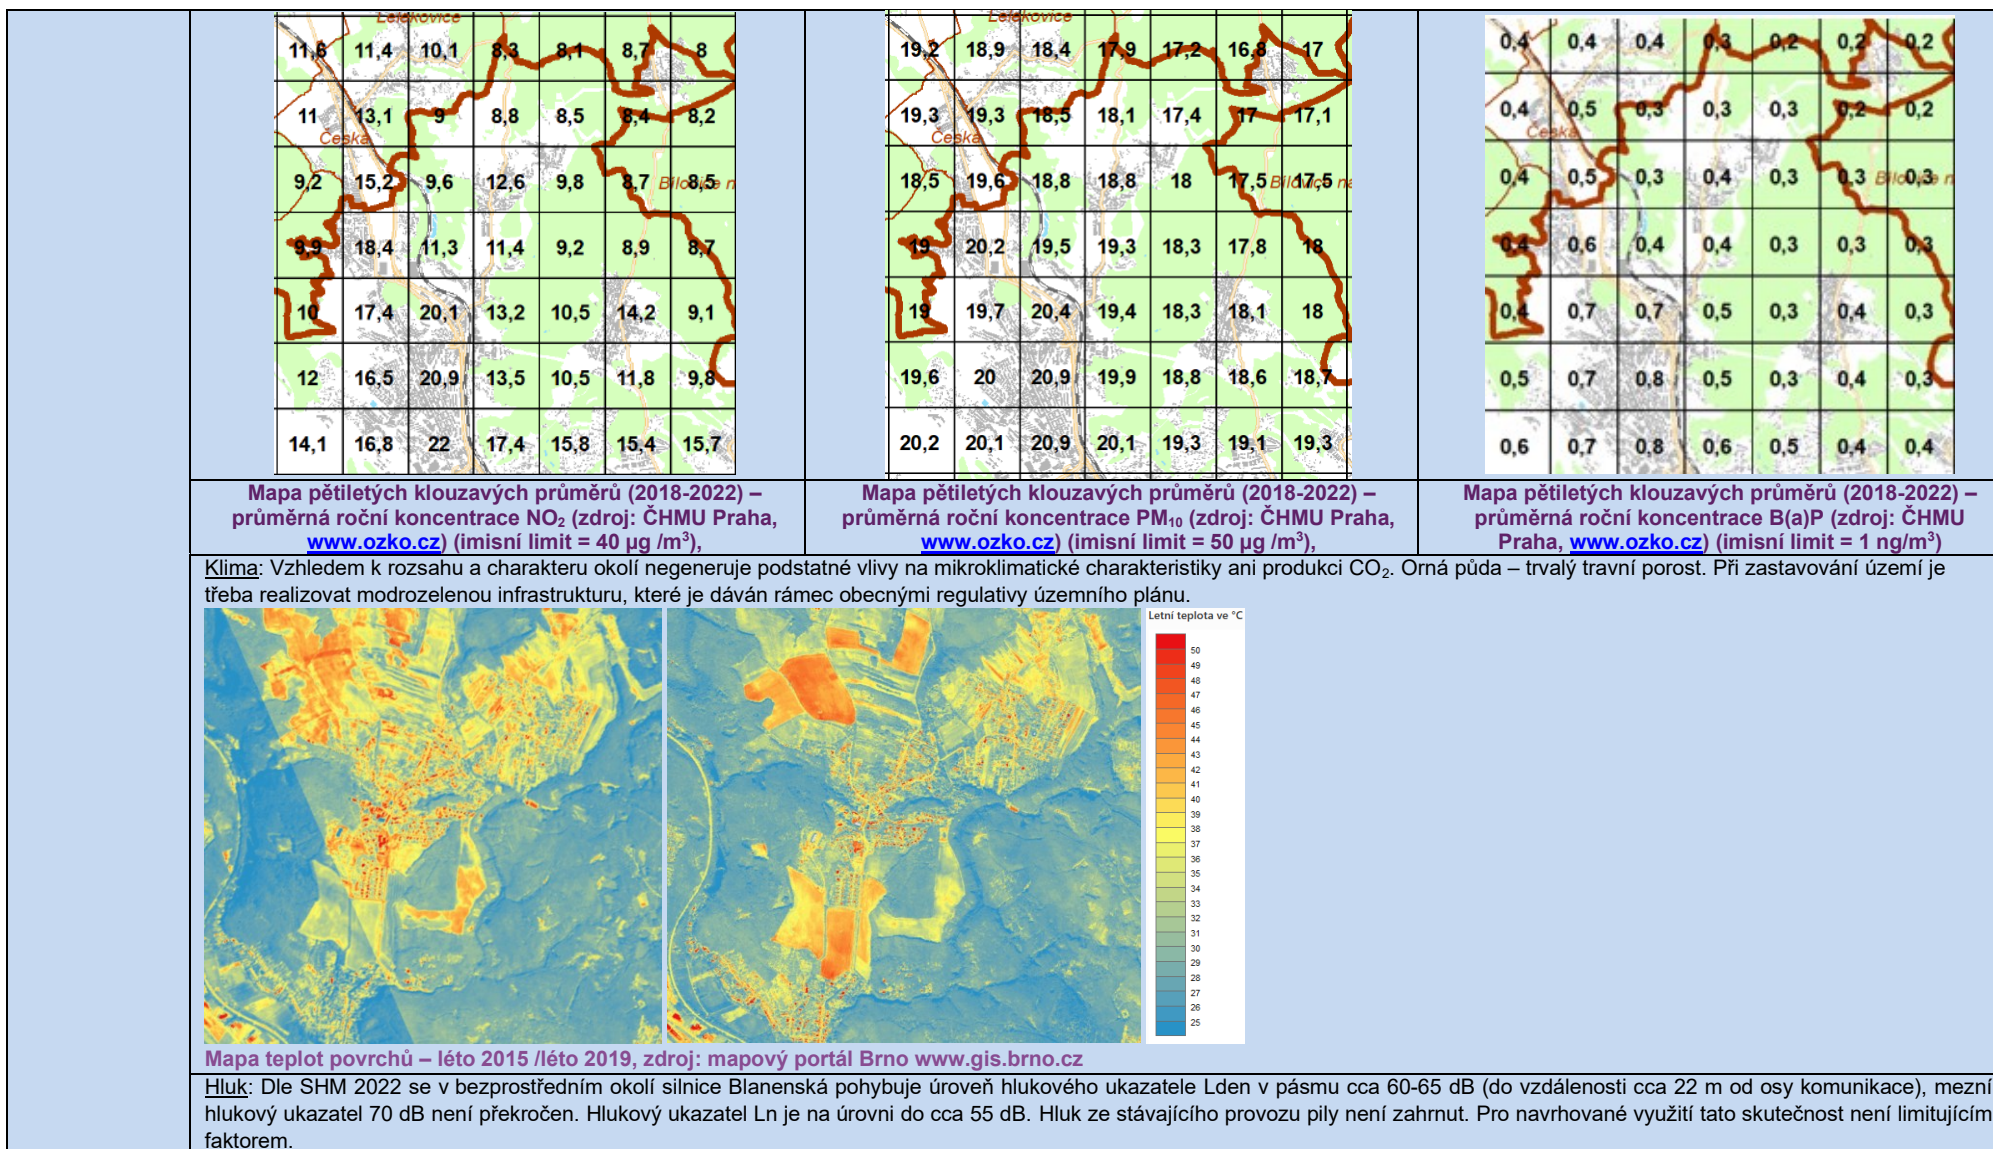 Lelekovice
11,6 11,4 10,1 8,3 8,1 8,7 8
11 13,1 9 8,8 8,5 8,4 8,2
Česká
9,2 15,2 9,6 12,6 9,8 8,7 8,5
Bílovice n
9,9 18,4 11,3 11,4 9,2 8,9 8,7
10 17,4 20,1 13,2 10,5 14,2 9,1
12 16,5 20,9 13,5 10,5 11,8 9,8
14,1 16,8 22 17,4 15,8 15,4 15,7
Lelekovice
19,2 18,9 18,4 17,9 17,2 16,8 17
19,3 19,3 18,5 18,1 17,4 17 17,1
Česká
18,5 19,6 18,8 18,8 18 17,5 17,5
Bílovice na
19 20,2 19,5 19,3 18,3 17,8 18
19 19,7 20,4 19,4 18,3 18,1 18
19,6 20 20,9 19,9 18,8 18,6 18,7
20,2 20,1 20,9 20,1 19,3 19,1 19,3
0,4 0,4 0,4 0,3 0,2 0,2 0,2
0,4 0,5 0,3 0,3 0,3 0,2 0,2
Česká
0,4 0,5 0,3 0,4 0,3 0,3 0,3
Bílovice n
0,4 0,6 0,4 0,4 0,3 0,3 0,3
0,4 0,7 0,7 0,5 0,3 0,4 0,3
0,5 0,7 0,8 0,5 0,3 0,4 0,3
0,6 0,7 0,8 0,6 0,5 0,4 0,4
Mapa pětiletých klouzavých průměrů (2018-2022) –
průměrná roční koncentrace NO₂ (zdroj: ČHMU Praha,
www.ozko.cz) (imisní limit = 40 µg /m³),
Mapa pětiletých klouzavých průměrů (2018-2022) –
průměrná roční koncentrace PM₁₀ (zdroj: ČHMU Praha,
www.ozko.cz) (imisní limit = 50 µg /m³),
Mapa pětiletých klouzavých průměrů (2018-2022) –
průměrná roční koncentrace B(a)P (zdroj: ČHMU
Praha, www.ozko.cz) (imisní limit = 1 ng/m³)
Klima: Vzhledem k rozsahu a charakteru okolí negeneruje podstatné vlivy na mikroklimatické charakteristiky ani produkci CO₂. Orná půda – trvalý travní porost. Při zastavování území je
třeba realizovat modrozelenou infrastrukturu, které je dáván rámec obecnými regulativy územního plánu.
Letní teplota ve °C
50
49
48
47
46
45
44
43
42
41
40
39
38
37
36
35
34
33
32
31
30
29
28
27
26
25
Mapa teplot povrchů – léto 2015 /léto 2019, zdroj: mapový portál Brno www.gis.brno.cz
Hluk: Dle SHM 2022 se v bezprostředním okolí silnice Blanenská pohybuje úroveň hlukového ukazatele Lden v pásmu cca 60-65 dB (do vzdálenosti cca 22 m od osy komunikace), mezní
hlukový ukazatel 70 dB není překročen. Hlukový ukazatel Ln je na úrovni do cca 55 dB. Hluk ze stávajícího provozu pily není zahrnut. Pro navrhované využití tato skutečnost není limitujícím
faktorem.